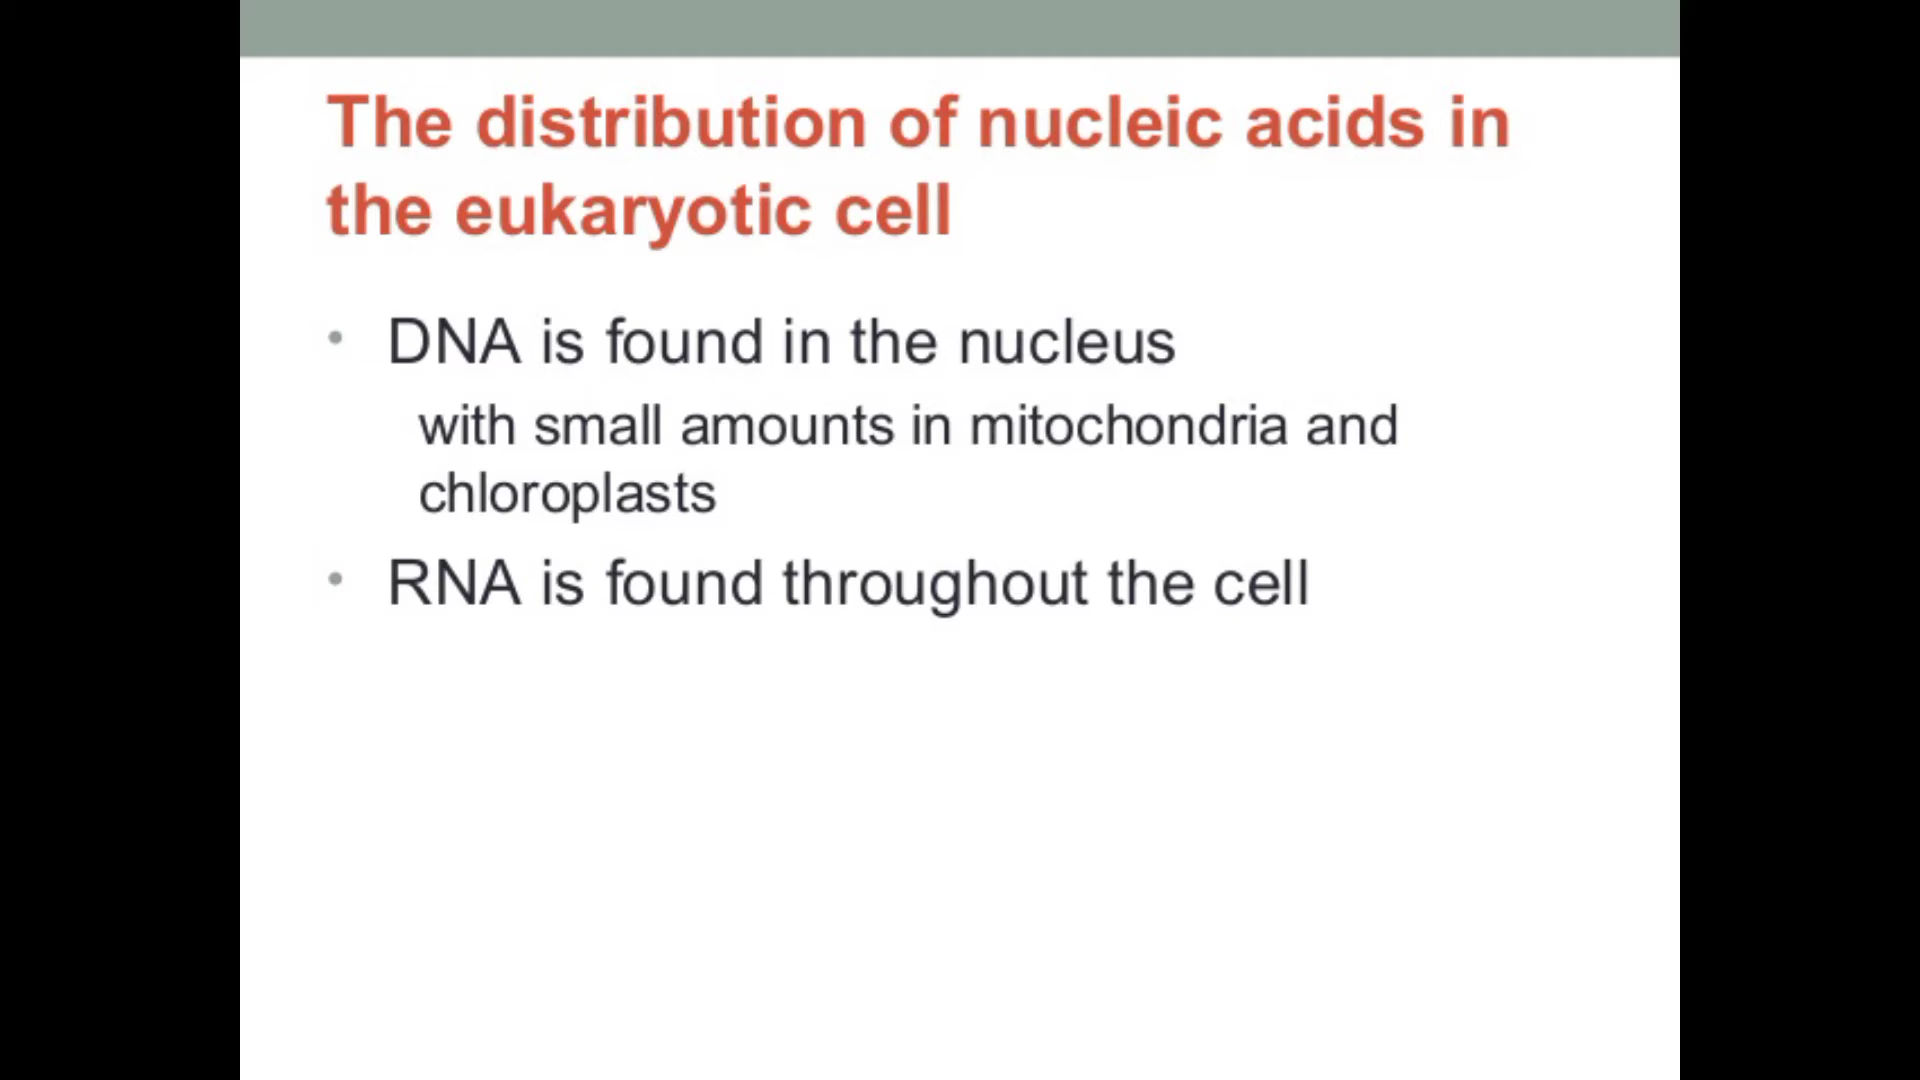 The distribution of nucleic acids in
the eukaryotic cell
• DNA is found in the nucleus
with small amounts in mitochondria and
chloroplasts
• RNA is found throughout the cell